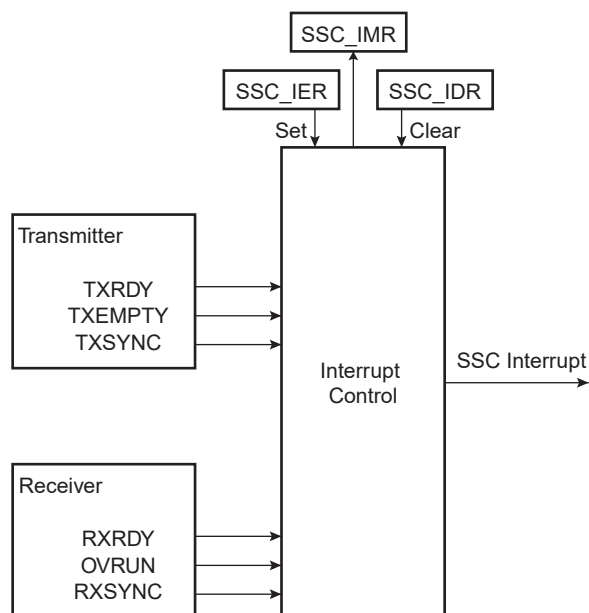 SSC_IMR
SSC_IER
SSC_IDR
Set
Clear
Transmitter
TXRDY
TXEMPTY
TXSYNC
Interrupt
Control
SSC Interrupt
Receiver
RXRDY
OVRUN
RXSYNC